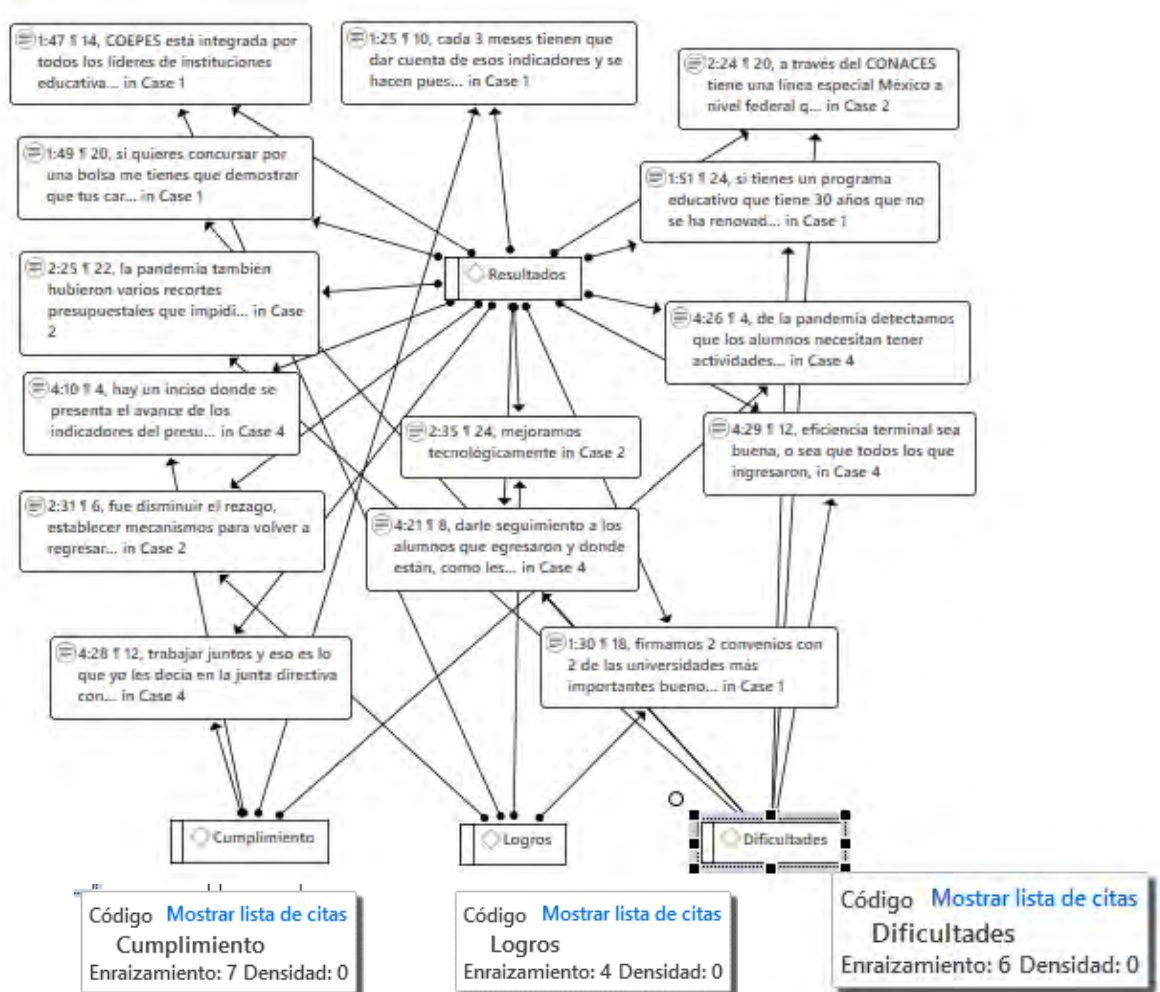 1:47 ¶ 14, COEPES está integrada por
todos los líderes de instituciones
educativa... in Case 1
1:25 ¶ 10, cada 3 meses tienen que
dar cuenta de esos indicadores y se
hacen pues... in Case 1
2:24 ¶ 20, a través del CONACES
tiene una línea especial México a
nivel federal q... in Case 2
1:49 ¶ 20, si quieres concursar por
una bolsa me tienes que demostrar
que tus car... in Case 1
1:51 ¶ 24, si tienes un programa
educativo que tiene 30 años que no
se ha renovad... in Case 1
2:25 ¶ 22, la pandemia también
hubieron varios recortes
presupuestales que impidi... in Case
2
Resultados
4:26 ¶ 4, de la pandemia detectamos
que los alumnos necesitan tener
actividades... in Case 4
4:10 ¶ 4, hay un inciso donde se
presenta el avance de los
indicadores del presu... in Case 4
2:35 ¶ 24, mejoramos
tecnológicamente in Case 2
4:29 ¶ 12, eficiencia terminal sea
buena, o sea que todos los que
ingresaron, in Case 4
2:31 ¶ 6, fue disminuir el rezago,
establecer mecanismos para volver a
regresar... in Case 2
4:21 ¶ 8, darle seguimiento a los
alumnos que egresaron y donde
están, como les... in Case 4
4:28 ¶ 12, trabajar juntos y eso es lo
que yo les decía en la junta directiva
con... in Case 4
1:30 ¶ 18, firmamos 2 convenios con
2 de las universidades más
importantes bueno... in Case 1
Cumplimiento
Logros
Dificultades
Código Mostrar lista de citas
Cumplimiento
Enraizamiento: 7 Densidad: 0
Código Mostrar lista de citas
Logros
Enraizamiento: 4 Densidad: 0
Código Mostrar lista de citas
Dificultades
Enraizamiento: 6 Densidad: 0